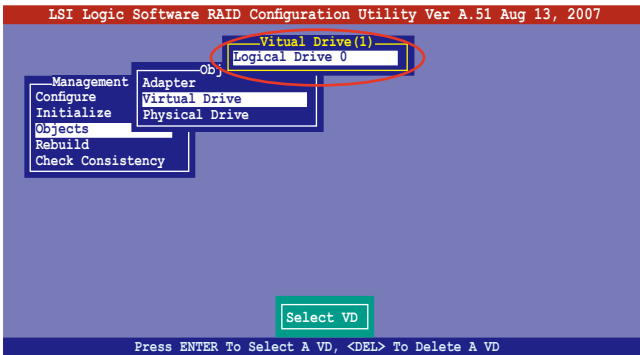 LSI Logic Software RAID Configuration Utility Ver A.51 Aug 13, 2007
Vitual Drive(1)
Logical Drive 0
Obj
Adapter
Virtual Drive
Physical Drive
Management
Configure
Initialize
Objects
Rebuild
Check Consistency
Select VD
Press ENTER To Select A VD, <DEL> To Delete A VD